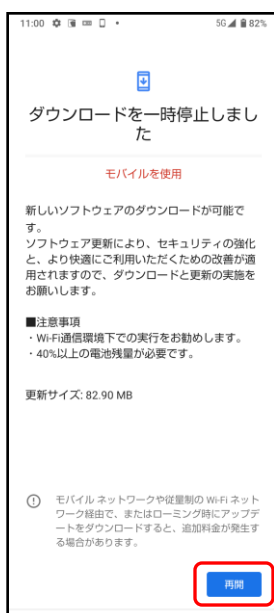 11:00 5G 82%
ダウンロードを一時停止しまし
た
モバイルを使用
新しいソフトウェアのダウンロードが可能で
す。
ソフトウェア更新により、セキュリティの強化
と、より快適にご利用いただくための改善が適
用されますので、ダウンロードと更新の実施を
お願いします。
■注意事項
・Wi-Fi通信環境下での実行をお勧めします。
・40%以上の電池残量が必要です。
更新サイズ: 82.90 MB
モバイル ネットワークや従量制の Wi-Fi ネット
ワーク経由で、またはローミング時にアップデ
ートをダウンロードすると、追加料金が発生す
る場合があります。
再開